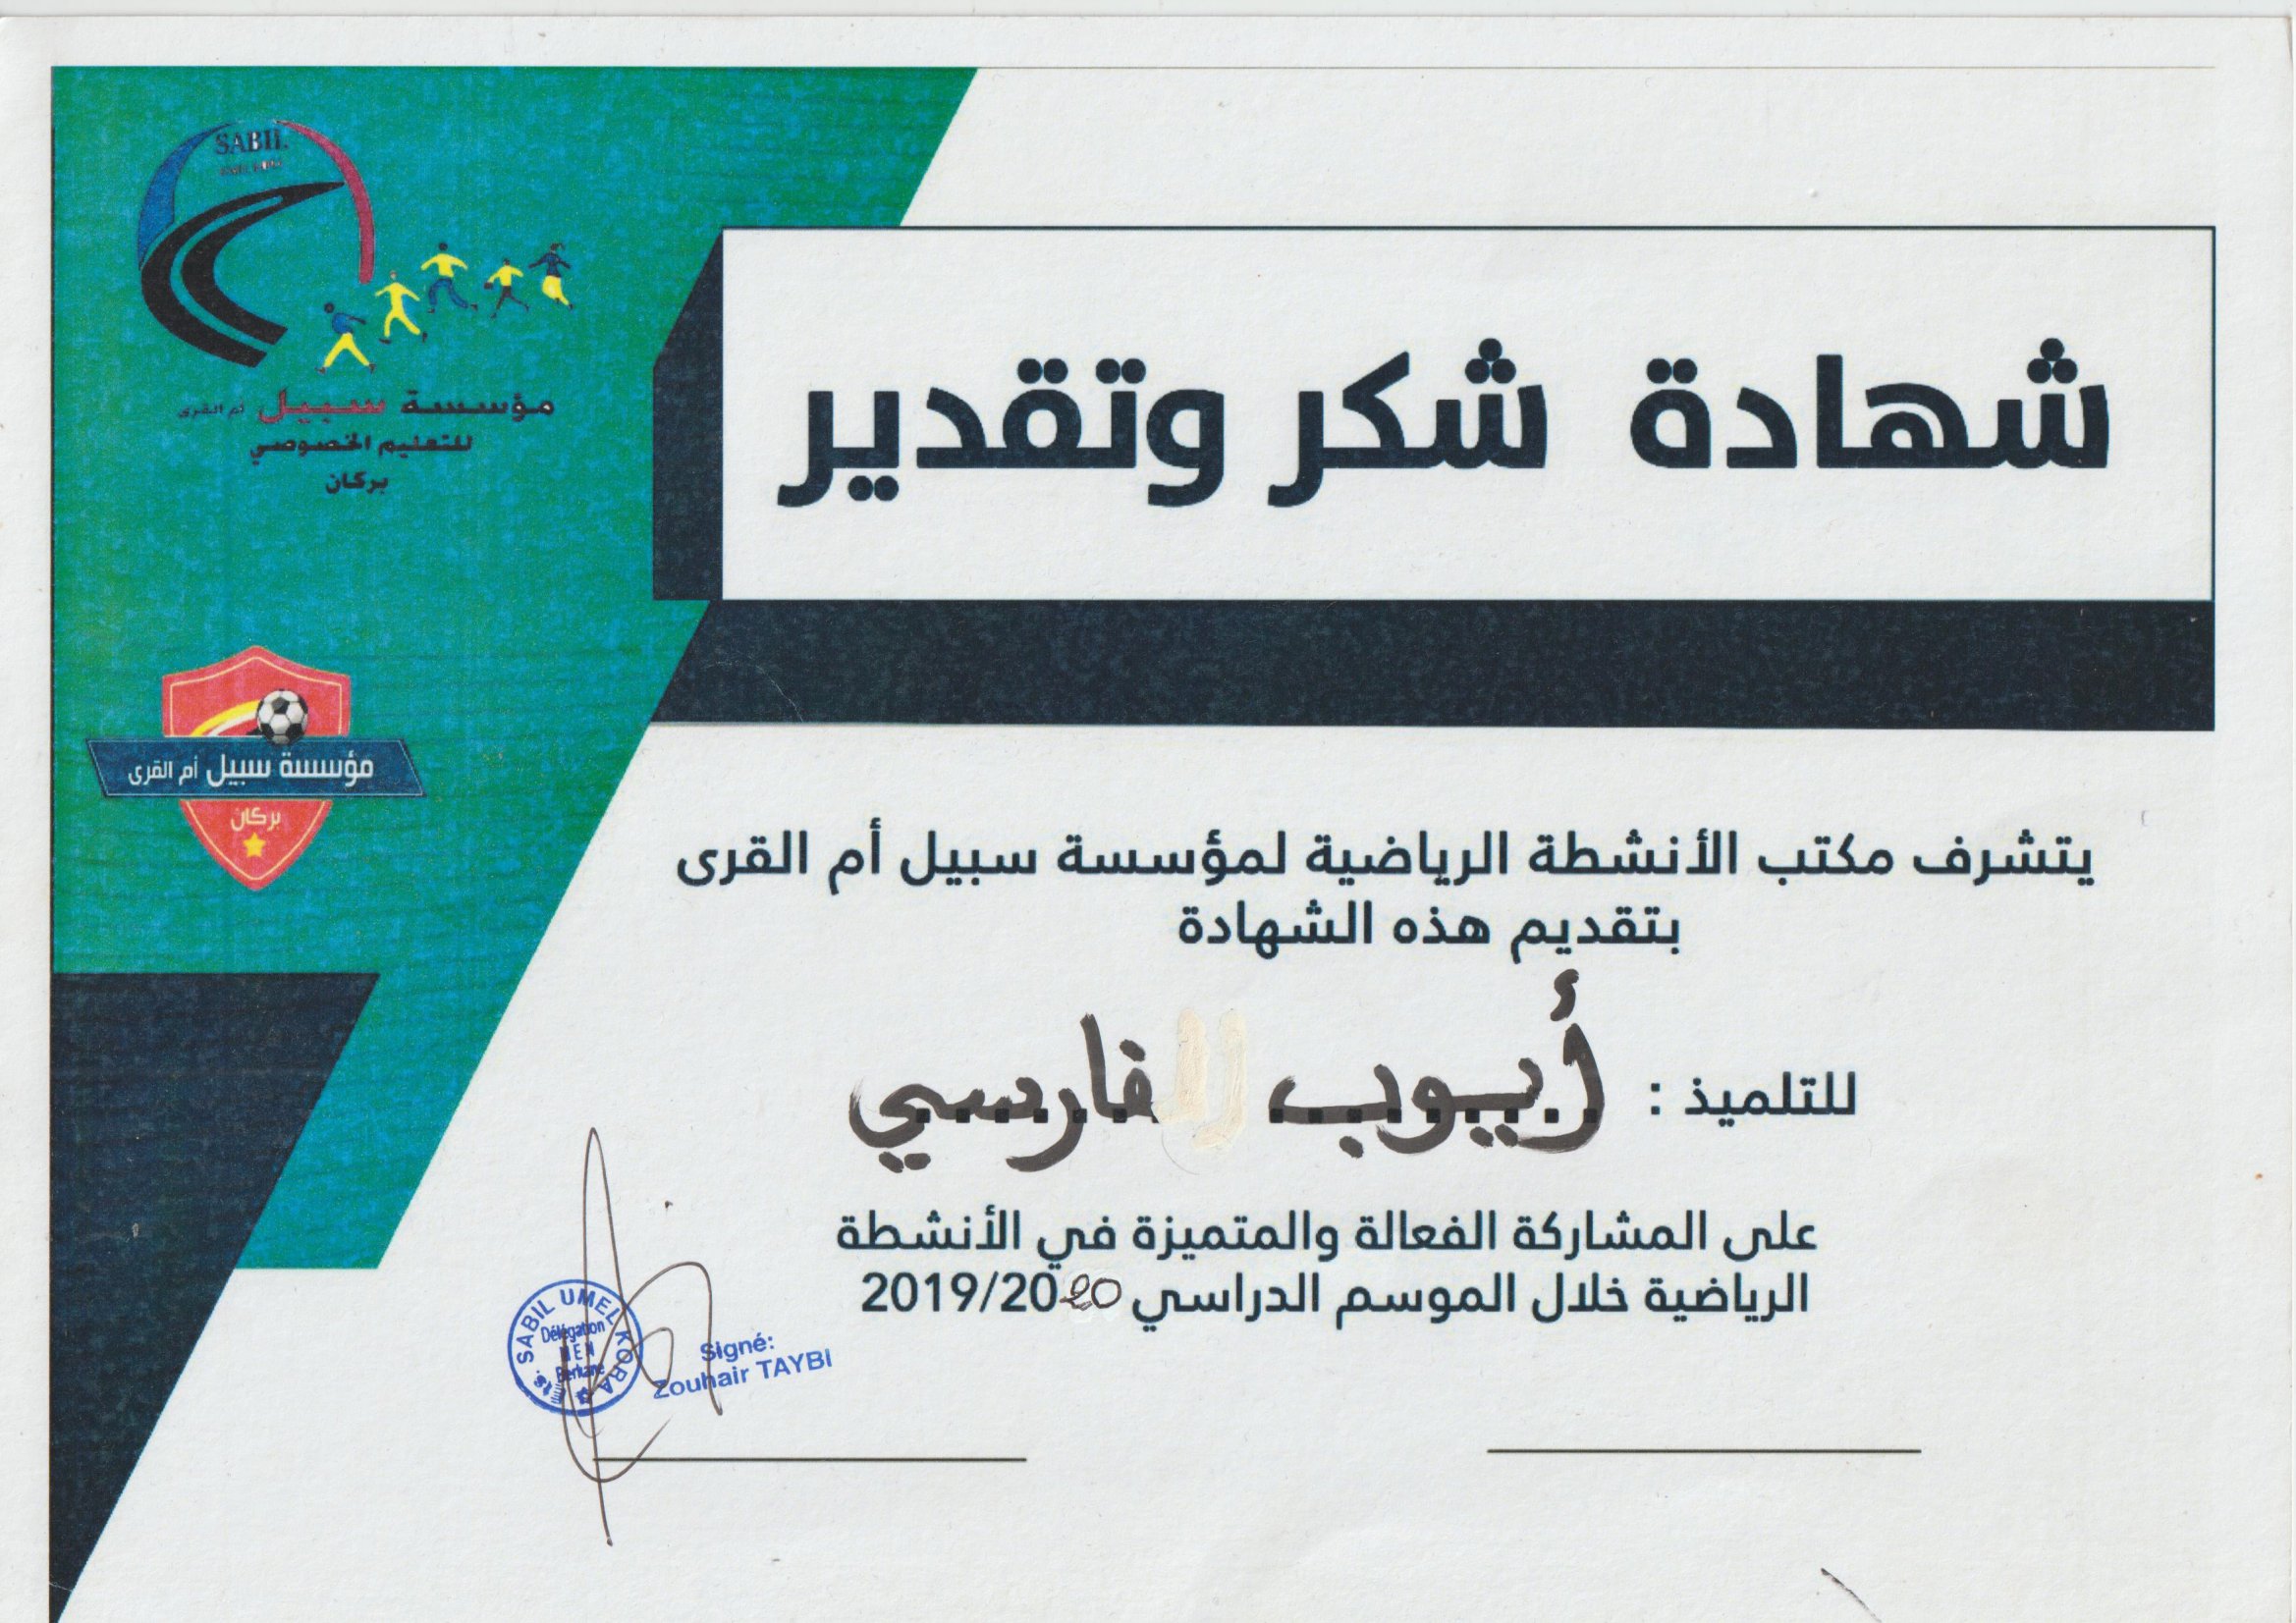 SABIL
مؤسسة سبيل أم القرى
للتعليم الخصوصي
بركان
شهادة شكر وتقدير
مؤسسة سبيل أم القرى
بركان
يتشرف مكتب الأنشطة الرياضية لمؤسسة سبيل أم القرى
بتقديم هذه الشهادة
للتلميذ : أيوب فارسي
على المشاركة الفعالة والمتميزة في الأنشطة
الرياضية خلال الموسم الدراسي 2019/2020
SABIL UMEL KORA
Délégation
MEN
Berkane
Signé:
Zouhair TAYBI